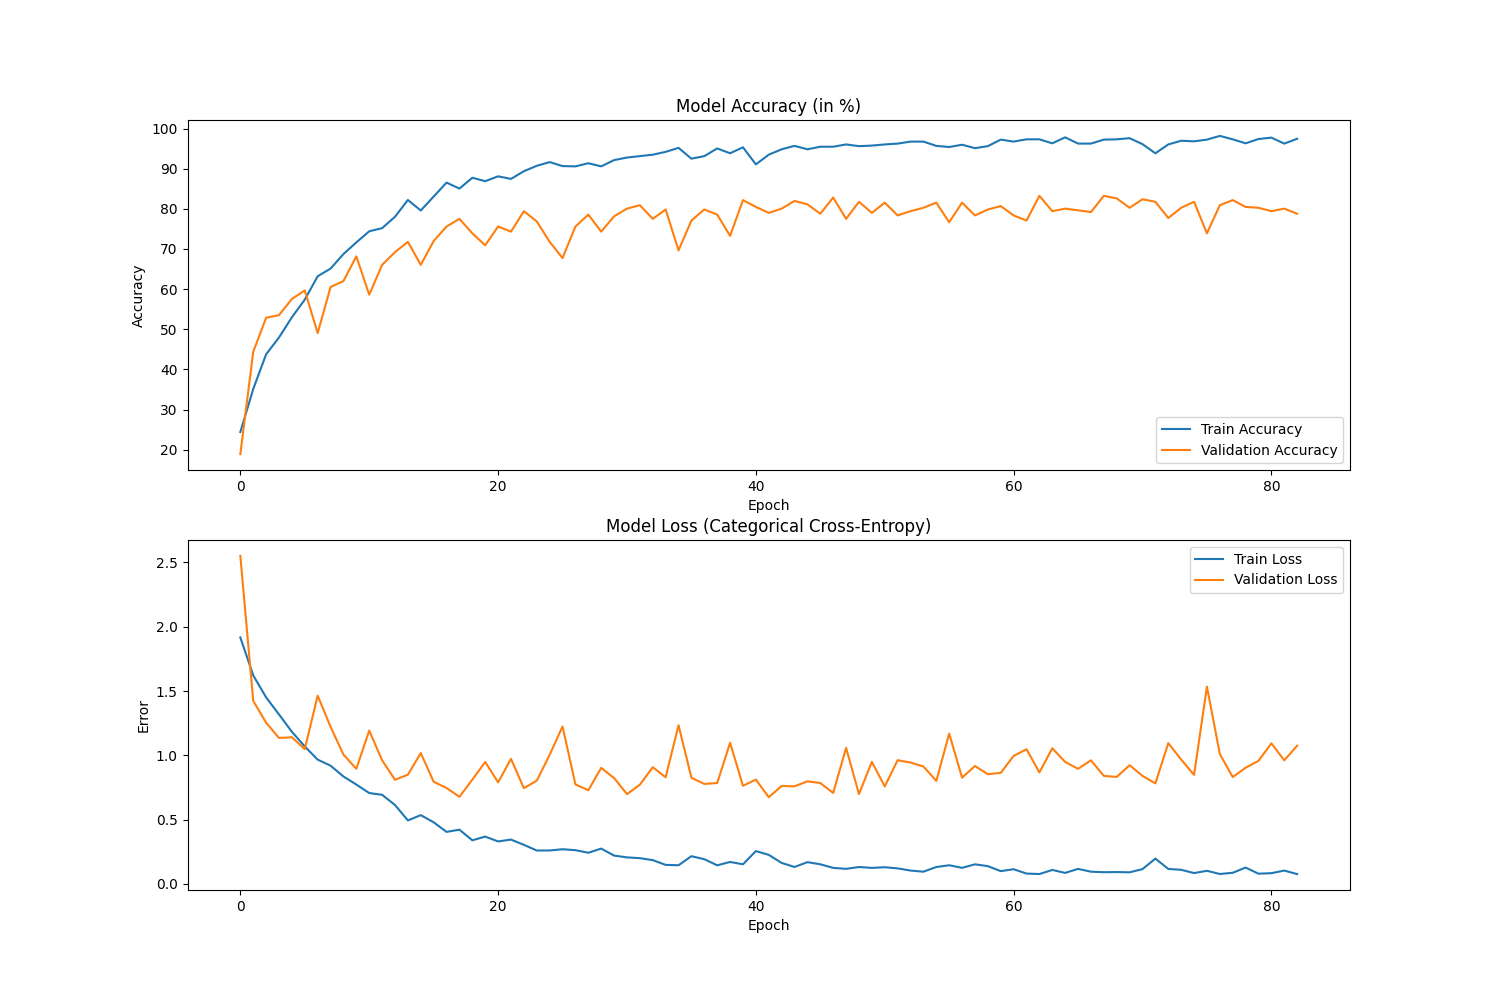 Model Accuracy (in %)
100
90
80
70
60
50
40
30
20
Accuracy
Train Accuracy
Validation Accuracy
0 20 40 60 80
Epoch
Model Loss (Categorical Cross-Entropy)
2.5
2.0
1.5
1.0
0.5
0.0
Error
Train Loss
Validation Loss
0 20 40 60 80
Epoch